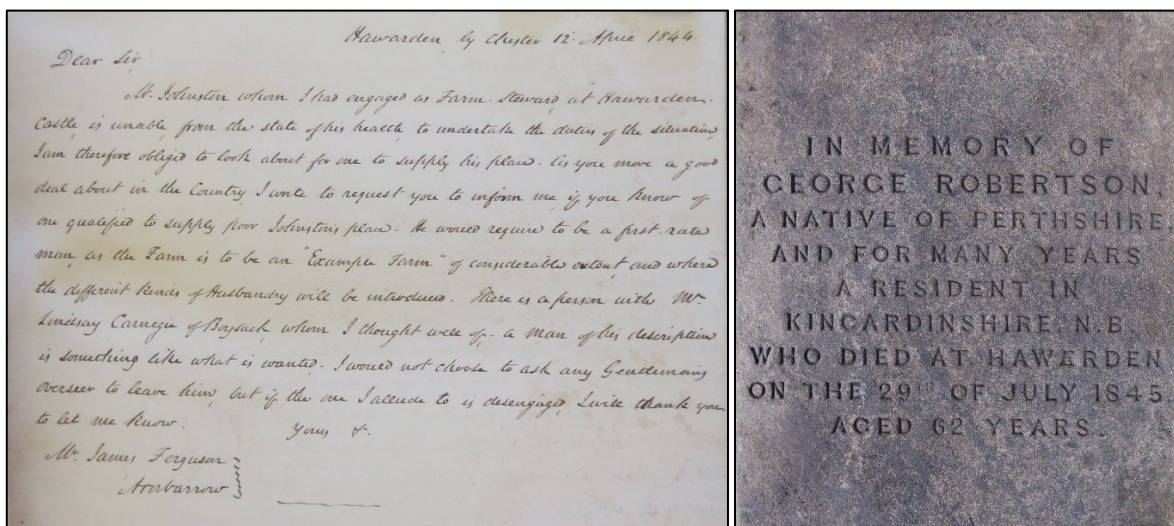 Hawarden by Chester 12 April 1844
Dear Sir,
Mr. Johnston whom I had engaged as Farm-Steward at Hawarden-
Castle is unable, from the state of his health, to undertake the duties of the situation,
I am therefore obliged to look about for one to supply his place. As you move a good
deal about in the Country, I write to request you to inform me, if you know of
one qualified to supply poor Johnston's place. He would require to be a first-rate
man, as the Farm is to be an "Example Farm" of considerable extent, and where
the different kinds of Husbandry will be introduced. There is a person with Mr.
Lindsay Carnegie of Boysack whom I thought well of - a man of his description
is something like what is wanted. I would not choose to ask any Gentleman's
overseer to leave him, but if the one I allude to is disengaged, I will thank you
to let me know.
Yours &.
Mr. James Ferguson
IN MEMORY OF
GEORGE ROBERTSON,
A NATIVE OF PERTHSHIRE
AND FOR MANY YEARS
A RESIDENT IN
KINCARDINSHIRE N.B.
WHO DIED AT HAWERDEN
ON THE 29TH OF JULY 1845
AGED 62 YEARS.